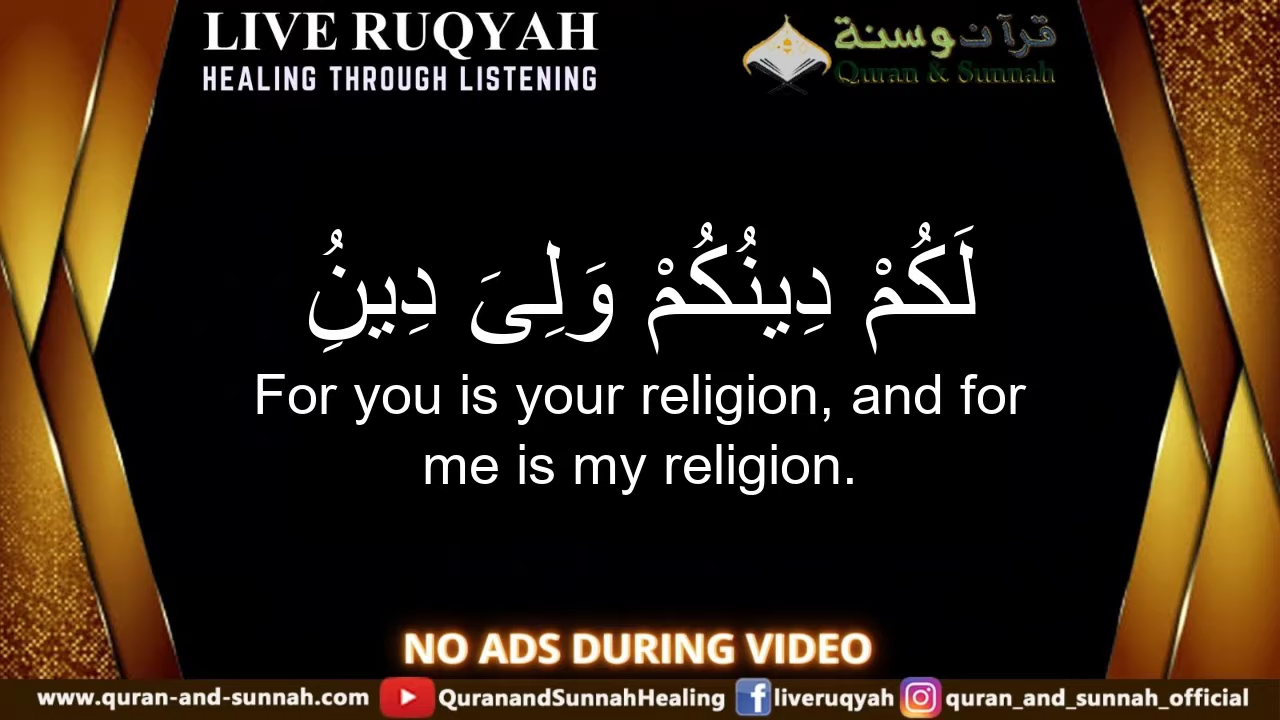 LIVE RUQYAH
HEALING THROUGH LISTENING
قرآن وسنة
Quran & Sunnah
لَكُمْ دِينُكُمْ وَلِىَ دِينُِ
For you is your religion, and for
me is my religion.
NO ADS DURING VIDEO
www.quran-and-sunnah.com QuranandSunnahHealing liveruqyah quran_and_sunnah_official